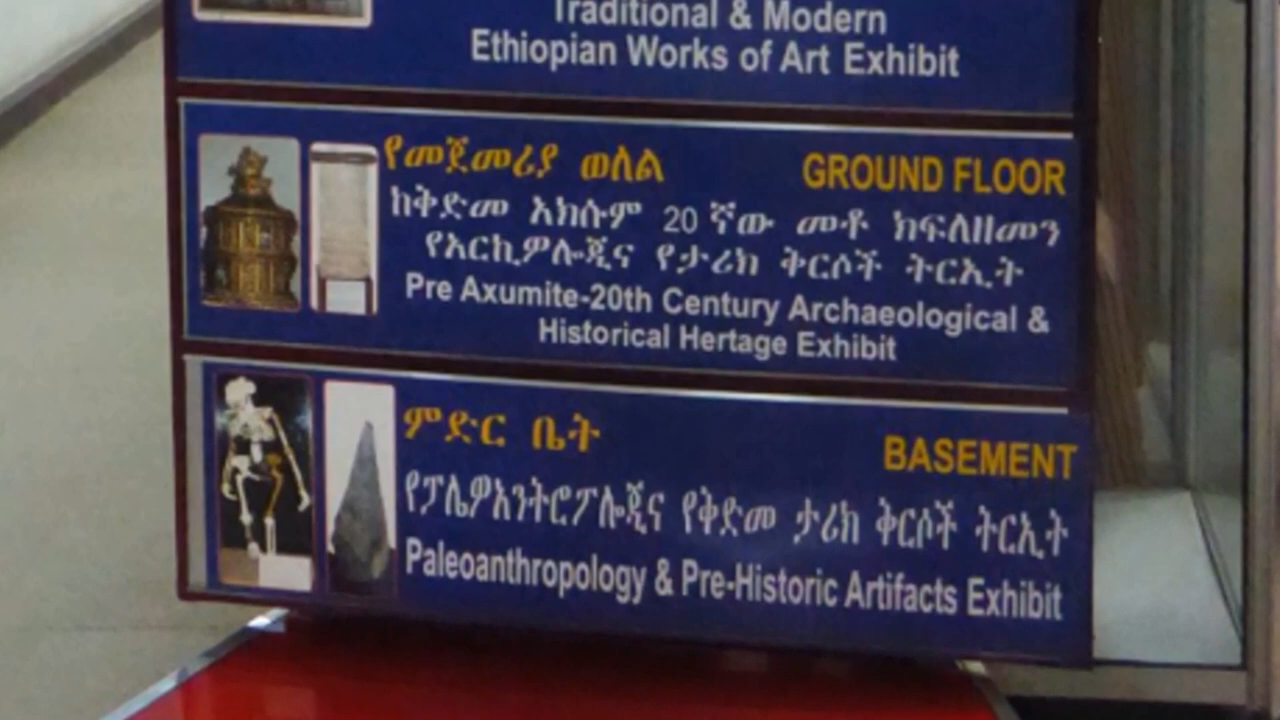 Traditional & Modern
Ethiopian Works of Art Exhibit
የመጀመሪያ ወለል GROUND FLOOR
ከቅድመ አክሱም 20 ኛው መቶ ክፍለዘመን
የአርኪዎሎጂና የታሪክ ቅርሶች ትርኢት
Pre Axumite-20th Century Archaeological &
Historical Hertage Exhibit
ምድር ቤት BASEMENT
የፓሌዎአንትሮፖሎጂና የቅድመ ታሪክ ቅርሶች ትርኢት
Paleoanthropology & Pre-Historic Artifacts Exhibit